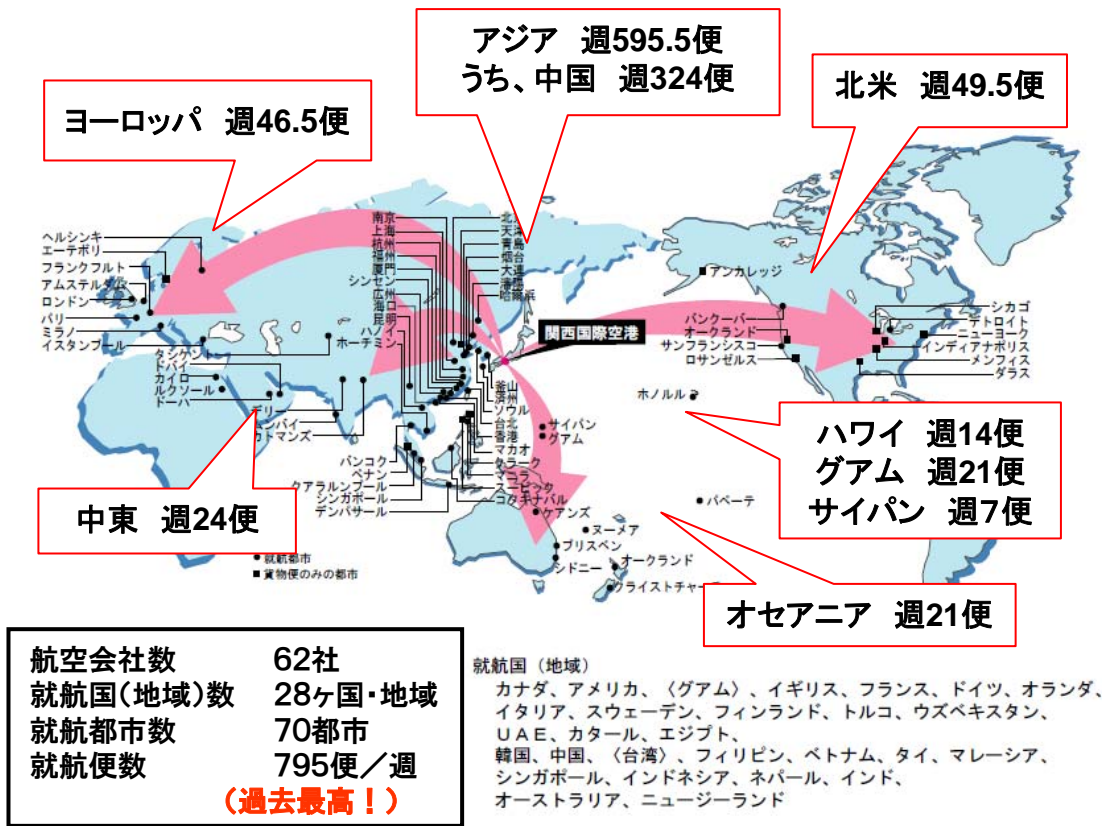 アジア 週595.5便
うち、中国 週324便
北米 週49.5便
ヨーロッパ 週46.5便
南京
上海
杭州
福州
厦門
シンセン
広州
海口
昆明
ハノイ
ホーチミン
青島
烟台
大連
ヘルシンキ
エーテボリ
フランクフルト
アムステルダム
ロンドン
パリ
ミラノ
イスタンブール
タシケント
ドバイ
カイロ
ルクソール
ドーハ
デリー
ムンバイ
カトマンズ
関西国際空港
アンカレッジ
バンクーバー
オークランド
サンフランシスコ
ロサンゼルス
シカゴ
デトロイト
ニューヨーク
インディアナポリス
メンフィス
ダラス
ホノルル
釜山
済州
ソウル
台北
香港
マカオ
クラーク
マニラ
スービック
コタキナバル
サイパン
グアム
バンコク
ペナン
クアラルンプール
シンガポール
デンパサール
ケアンズ
ヌーメア
ブリスベン
シドニー
オークランド
パペーテ
ハワイ 週14便
グアム 週21便
サイパン 週7便
中東 週24便
オセアニア 週21便
●就航都市
■貨物便のみの都市
航空会社数 62社
就航国(地域)数 28ヶ国・地域
就航都市数 70都市
就航便数 795便/週
(過去最高!)
就航国(地域)
カナダ、アメリカ、〈グアム〉、イギリス、フランス、ドイツ、オランダ、
イタリア、スウェーデン、フィンランド、トルコ、ウズベキスタン、
UAE、カタール、エジプト、
韓国、中国、〈台湾〉、フィリピン、ベトナム、タイ、マレーシア、
シンガポール、インドネシア、ネパール、インド、
オーストラリア、ニュージーランド